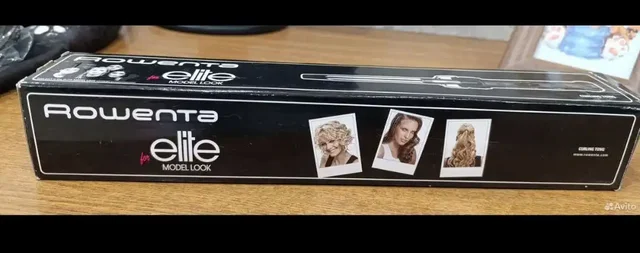 Rowenta
for elite
MODEL LOOK
Rowenta
for elite
MODEL LOOK
CURLING TONG
www.rowenta.com
Avito